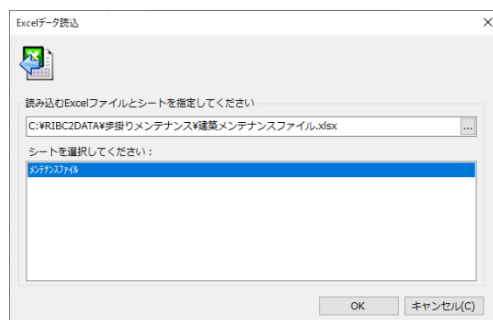 Excelデータ読込
読み込むExcelファイルとシートを指定してください
C:¥RIBC2DATA¥歩掛りメンテナンス¥建築メンテナンスファイル.xlsx
...
シートを選択してください：
ﾒﾝﾃﾅﾝｽﾌｧｲﾙ
OK
キャンセル(C)